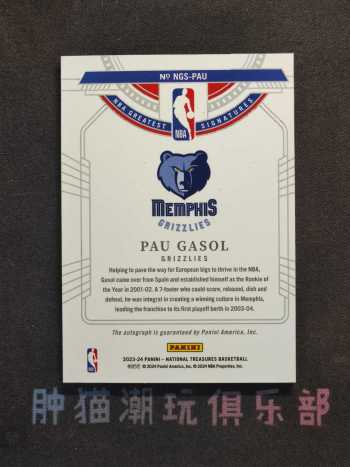 Nº NGS-PAU
NBA GREATEST SIGNATURES
NBA
MEMPHIS
GRIZZLIES
PAU GASOL
GRIZZLIES
Helping to pave the way for European bigs to thrive in the NBA,
Gasol came over from Spain and established himself as the Rookie of
the Year in 2001-02. A 7-footer who could score, rebound, dish and
defend, he was integral in creating a winning culture in Memphis,
leading the franchise to its first playoff berth in 2003-04.
The autograph is guaranteed by Panini America, Inc.
PANINI
2023-24 PANINI – NATIONAL TREASURES BASKETBALL
© 2024 Panini America, Inc. © 2024 NBA Properties, Inc.
肿猫潮玩俱乐部